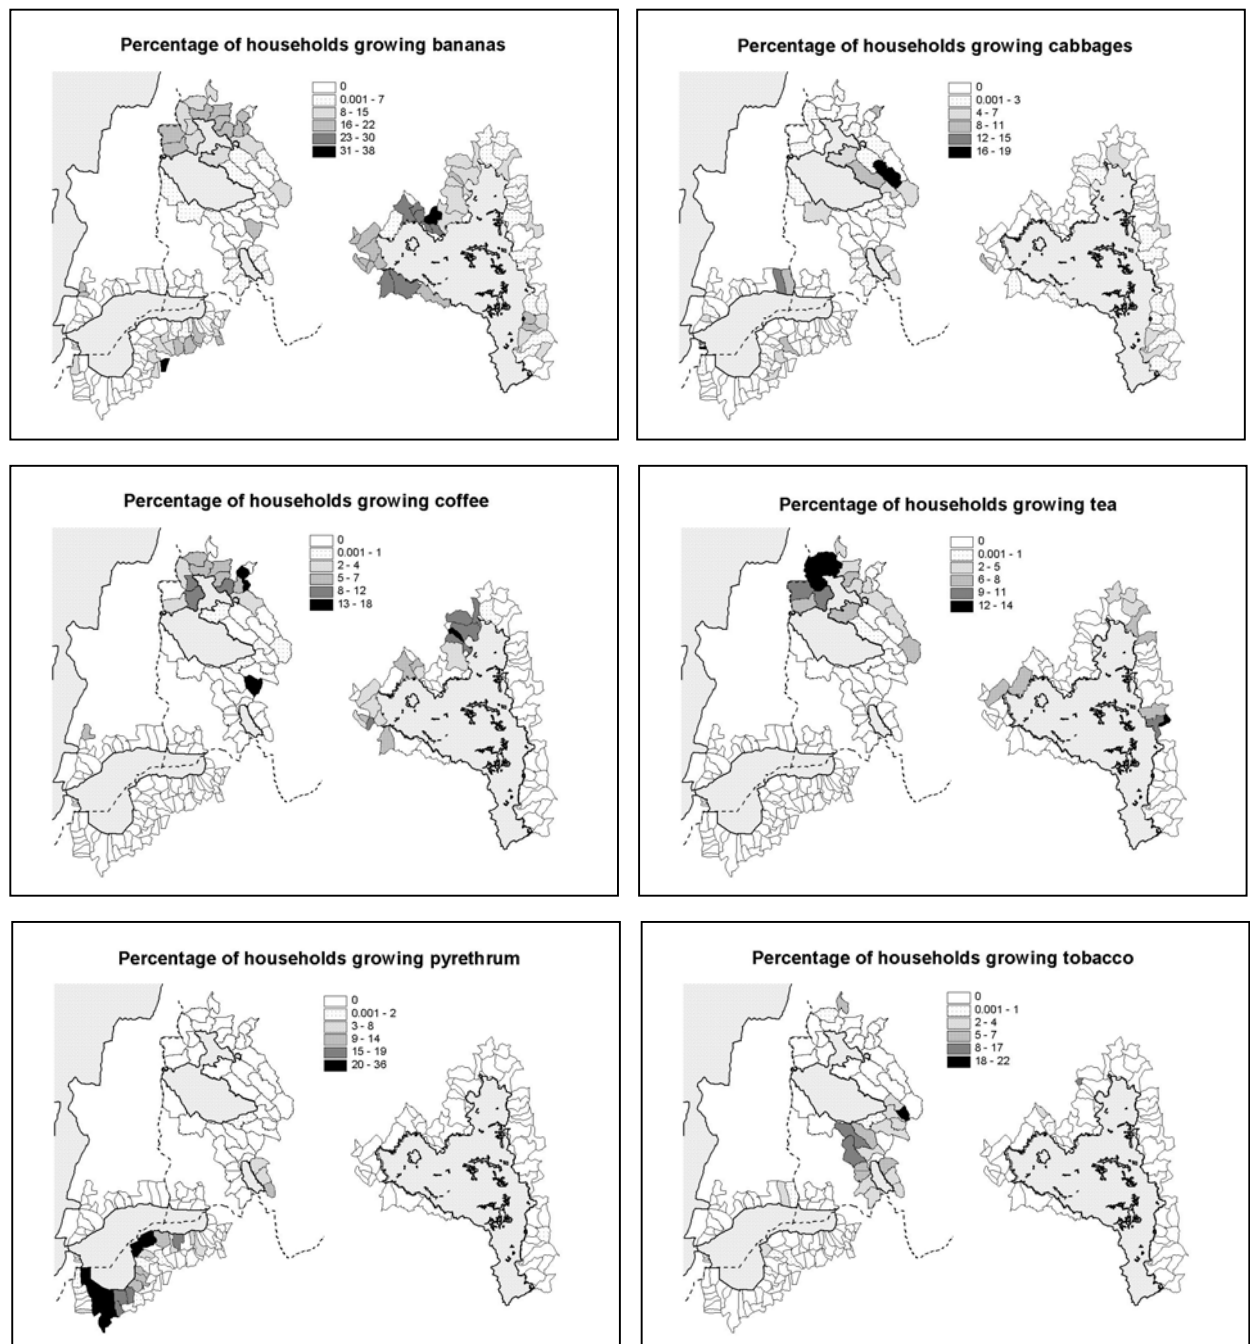 Percentage of households growing bananas
0
0.001 - 7
8 - 15
16 - 22
23 - 30
31 - 38
Percentage of households growing cabbages
0
0.001 - 3
4 - 7
8 - 11
12 - 15
16 - 19
Percentage of households growing coffee
0
0.001 - 1
2 - 4
5 - 7
8 - 12
13 - 18
Percentage of households growing tea
0
0.001 - 1
2 - 5
6 - 8
9 - 11
12 - 14
Percentage of households growing pyrethrum
0
0.001 - 2
3 - 8
9 - 14
15 - 19
20 - 36
Percentage of households growing tobacco
0
0.001 - 1
2 - 4
5 - 7
8 - 17
18 - 22